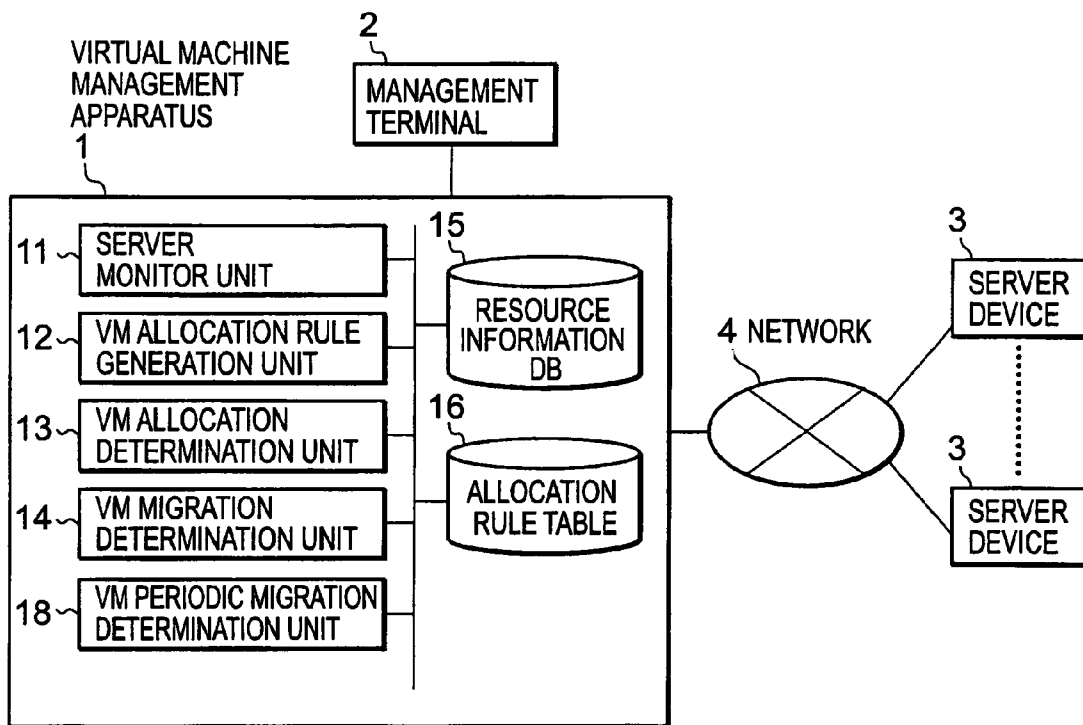 VIRTUAL MACHINE
MANAGEMENT
APPARATUS
1
2
MANAGEMENT
TERMINAL
11
SERVER
MONITOR UNIT
12
VM ALLOCATION RULE
GENERATION UNIT
13
VM ALLOCATION
DETERMINATION UNIT
14
VM MIGRATION
DETERMINATION UNIT
18
VM PERIODIC MIGRATION
DETERMINATION UNIT
15
RESOURCE
INFORMATION
DB
16
ALLOCATION
RULE TABLE
4 NETWORK
3
SERVER
DEVICE
3
SERVER
DEVICE